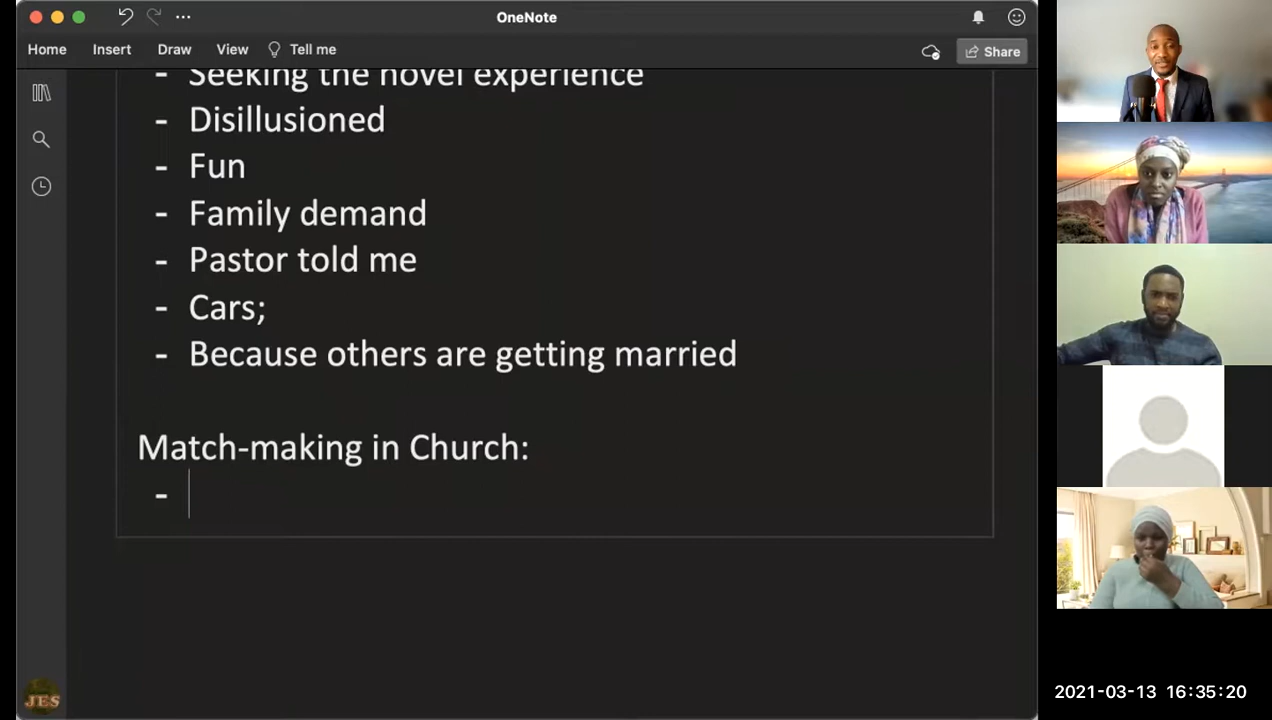 OneNote
Home Insert Draw View Tell me Share
- Seeking the novel experience
- Disillusioned
- Fun
- Family demand
- Pastor told me
- Cars;
- Because others are getting married
Match-making in Church:
-
JES
2021-03-13 16:35:20